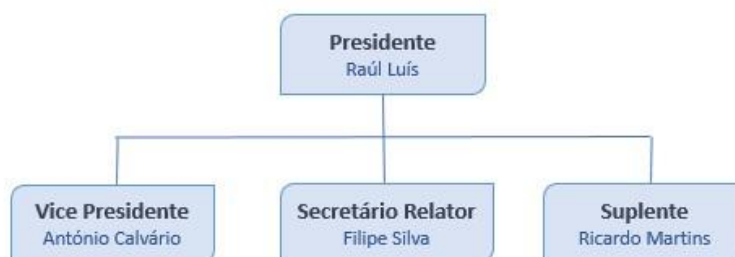 Presidente
Raúl Luís
Vice Presidente
António Calvário
Secretário Relator
Filipe Silva
Suplente
Ricardo Martins